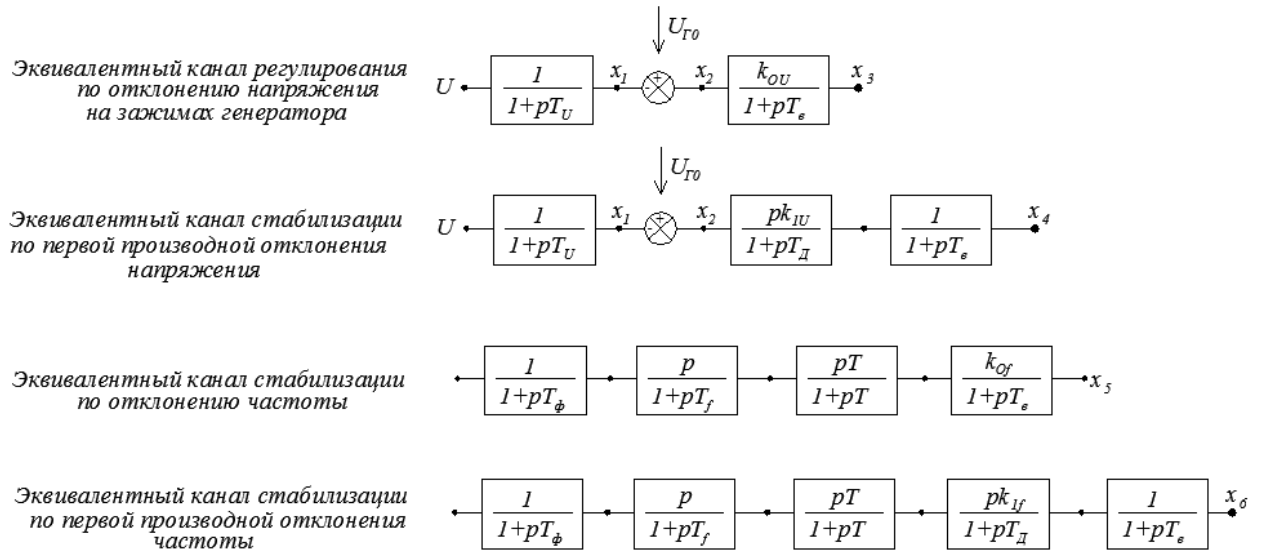 U_Г0
Эквивалентный канал регулирования
по отклонению напряжения
на зажимах генератора
U 1 / 1+pT_U x_1 - + x_2 k_OU / 1+pT_в x_3
U_Г0
Эквивалентный канал стабилизации
по первой производной отклонения
напряжения
U 1 / 1+pT_U x_1 - + x_2 pk_1U / 1+pT_Д 1 / 1+pT_в x_4
Эквивалентный канал стабилизации
по отклонению частоты
1 / 1+pT_ф p / 1+pT_f pT / 1+pT k_Of / 1+pT_в x_5
Эквивалентный канал стабилизации
по первой производной отклонения
частоты
1 / 1+pT_ф p / 1+pT_f pT / 1+pT pk_1f / 1+pT_Д 1 / 1+pT_в x_6